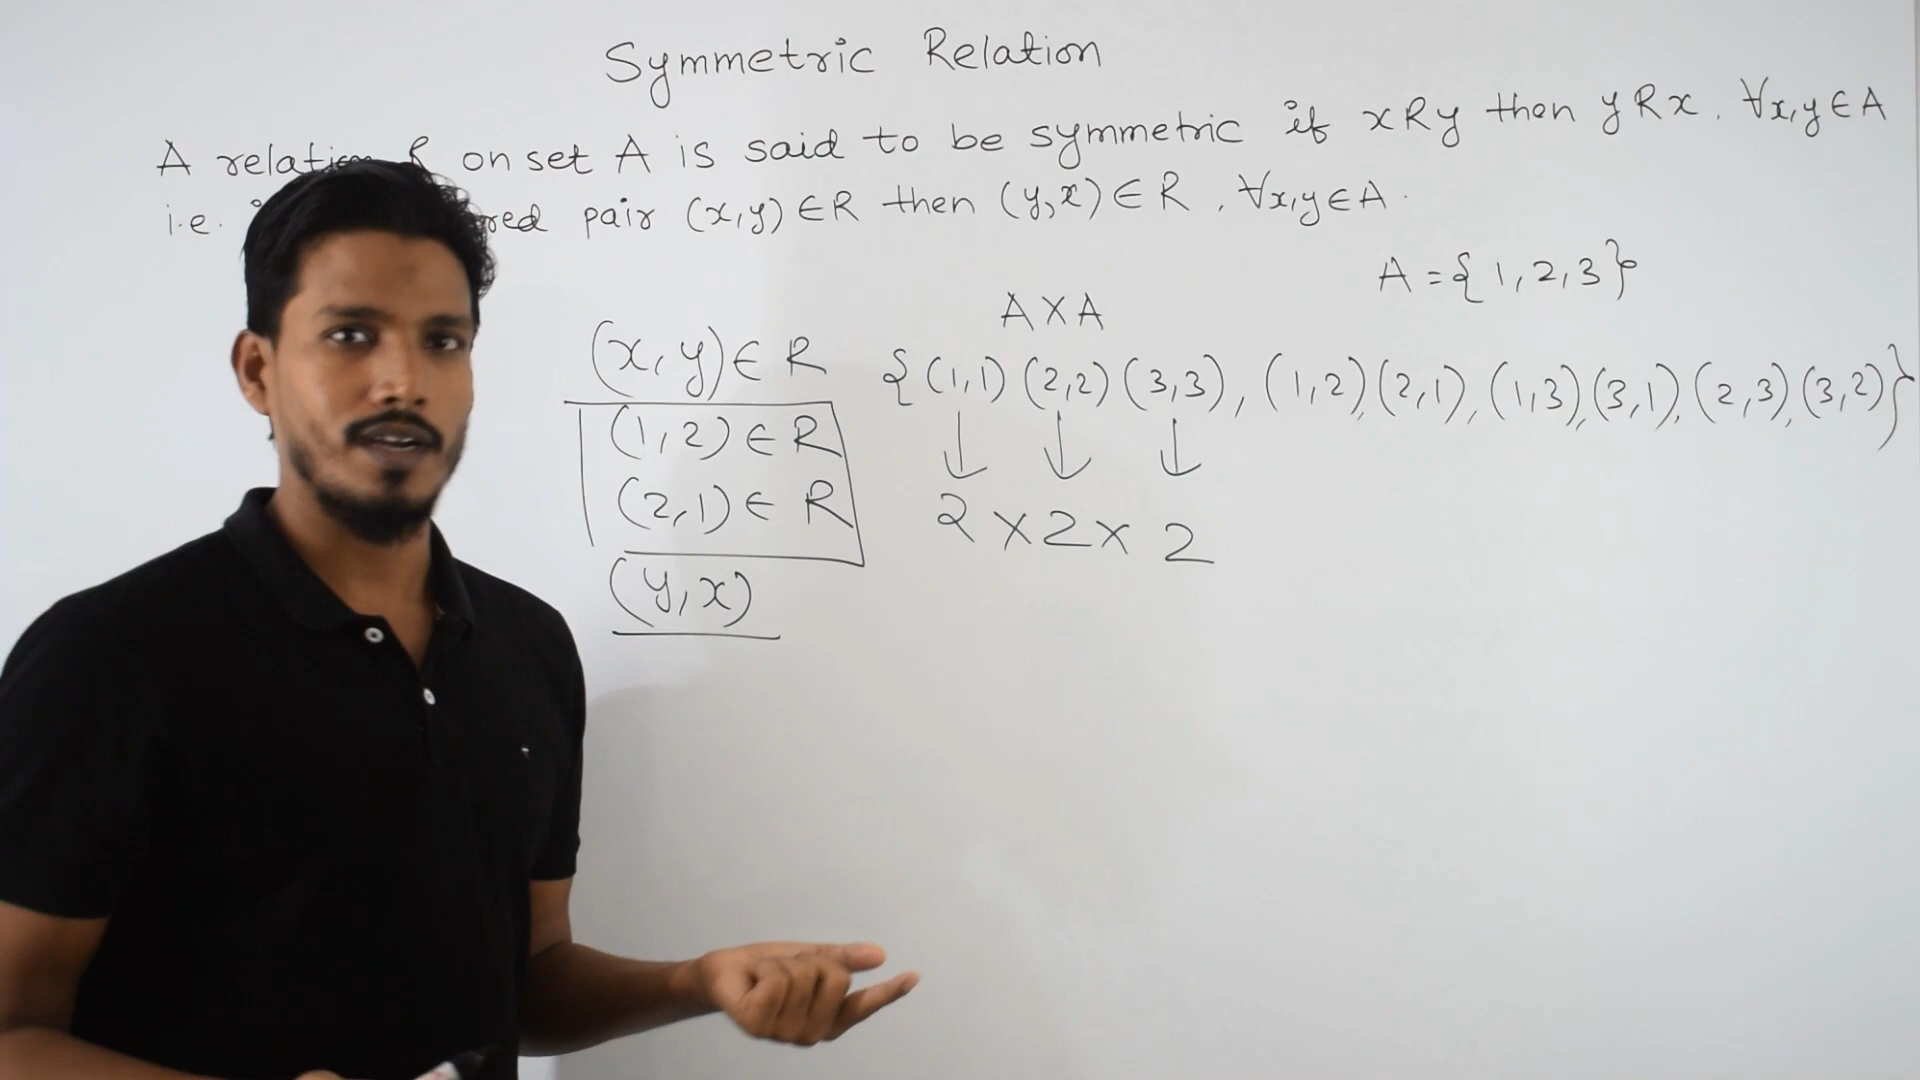 Symmetric Relation
A relation R on set A is said to be symmetric if xRy then yRx. ∀x,y∈A
i.e. pair (x,y)∈R then (y,x)∈R, ∀x,y∈A.
A={1,2,3}
A×A
(x,y)∈R
{(1,1)(2,2)(3,3),(1,2),(2,1),(1,3),(3,1),(2,3),(3,2)}
(1,2)∈R
↓ ↓ ↓
(2,1)∈R
2×2×2
(y,x)